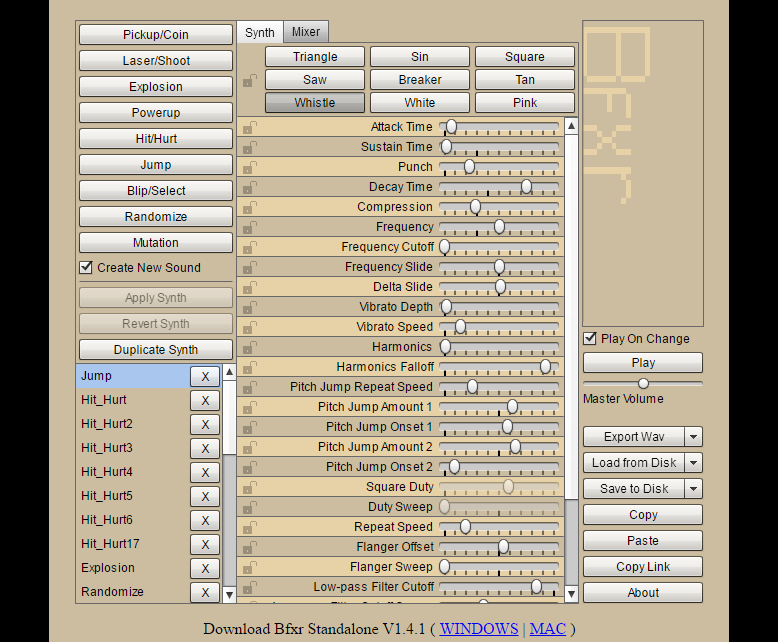 Pickup/Coin
Laser/Shoot
Explosion
Powerup
Hit/Hurt
Jump
Blip/Select
Randomize
Mutation
Create New Sound
Apply Synth
Revert Synth
Duplicate Synth
Jump X
Hit_Hurt X
Hit_Hurt2 X
Hit_Hurt3 X
Hit_Hurt4 X
Hit_Hurt5 X
Hit_Hurt6 X
Hit_Hurt17 X
Explosion X
Randomize X
Synth Mixer
Triangle Sin Square
Saw Breaker Tan
Whistle White Pink
Attack Time
Sustain Time
Punch
Decay Time
Compression
Frequency
Frequency Cutoff
Frequency Slide
Delta Slide
Vibrato Depth
Vibrato Speed
Harmonics
Harmonics Falloff
Pitch Jump Repeat Speed
Pitch Jump Amount 1
Pitch Jump Onset 1
Pitch Jump Amount 2
Pitch Jump Onset 2
Square Duty
Duty Sweep
Repeat Speed
Flanger Offset
Flanger Sweep
Low-pass Filter Cutoff
Bfxr
Play On Change
Play
Master Volume
Export Wav
Load from Disk
Save to Disk
Copy
Paste
Copy Link
About
Download Bfxr Standalone V1.4.1 ( WINDOWS | MAC )